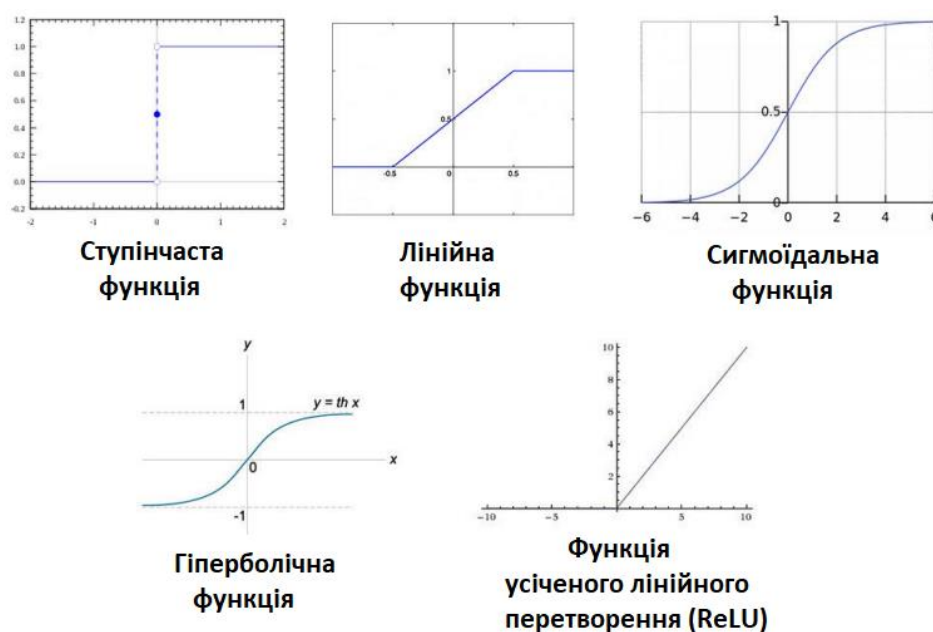 1.2
1.0
0.8
0.6
0.4
0.2
0.0
-0.2
-2 -1 0 1 2
Ступінчаста
функція
1
0.5
-0.5 0 0.5
Лінійна
функція
1
0.5
0
−6 −4 −2 0 2 4 6
Сигмоїдальна
функція
y
1 y = th x
0 x
-1
Гіперболічна
функція
10
8
6
4
2
−10 −5 5 10
Функція
усіченого лінійного
перетворення (ReLU)